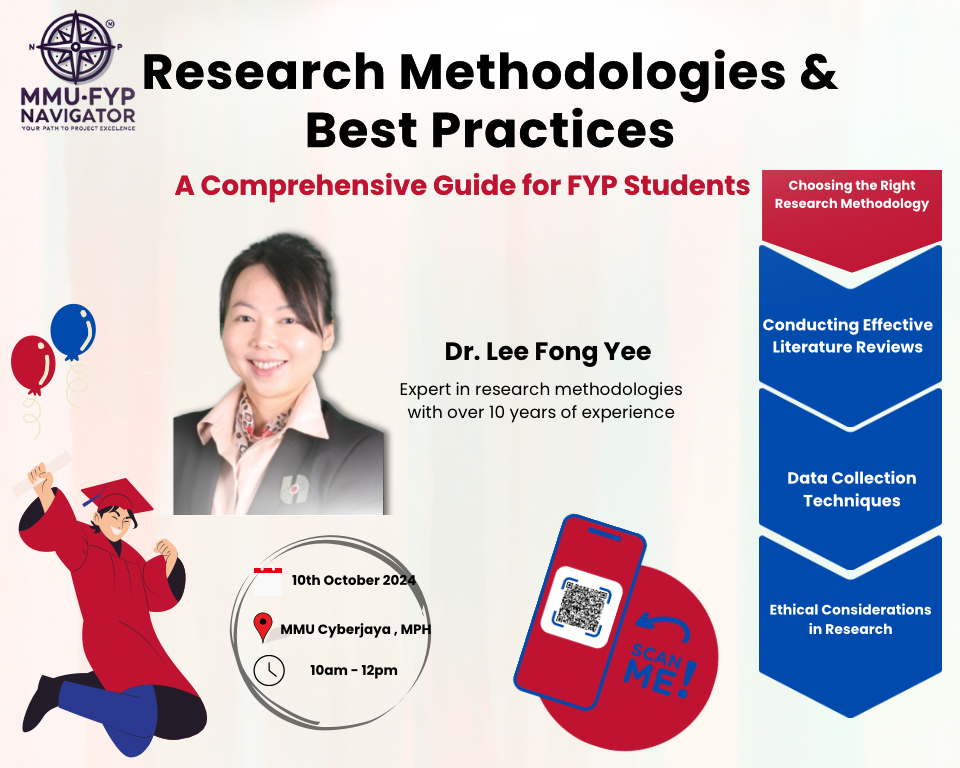 N P
MMU·FYP
NAVIGATOR
YOUR PATH TO PROJECT EXCELENCE
Research Methodologies &
Best Practices
A Comprehensive Guide for FYP Students
Choosing the Right
Research Methodology
Conducting Effective
Literature Reviews
Data Collection
Techniques
Ethical Considerations
in Research
Dr. Lee Fong Yee
Expert in research methodologies
with over 10 years of experience
10th October 2024
MMU Cyberjaya , MPH
10am - 12pm
SCAN
ME!